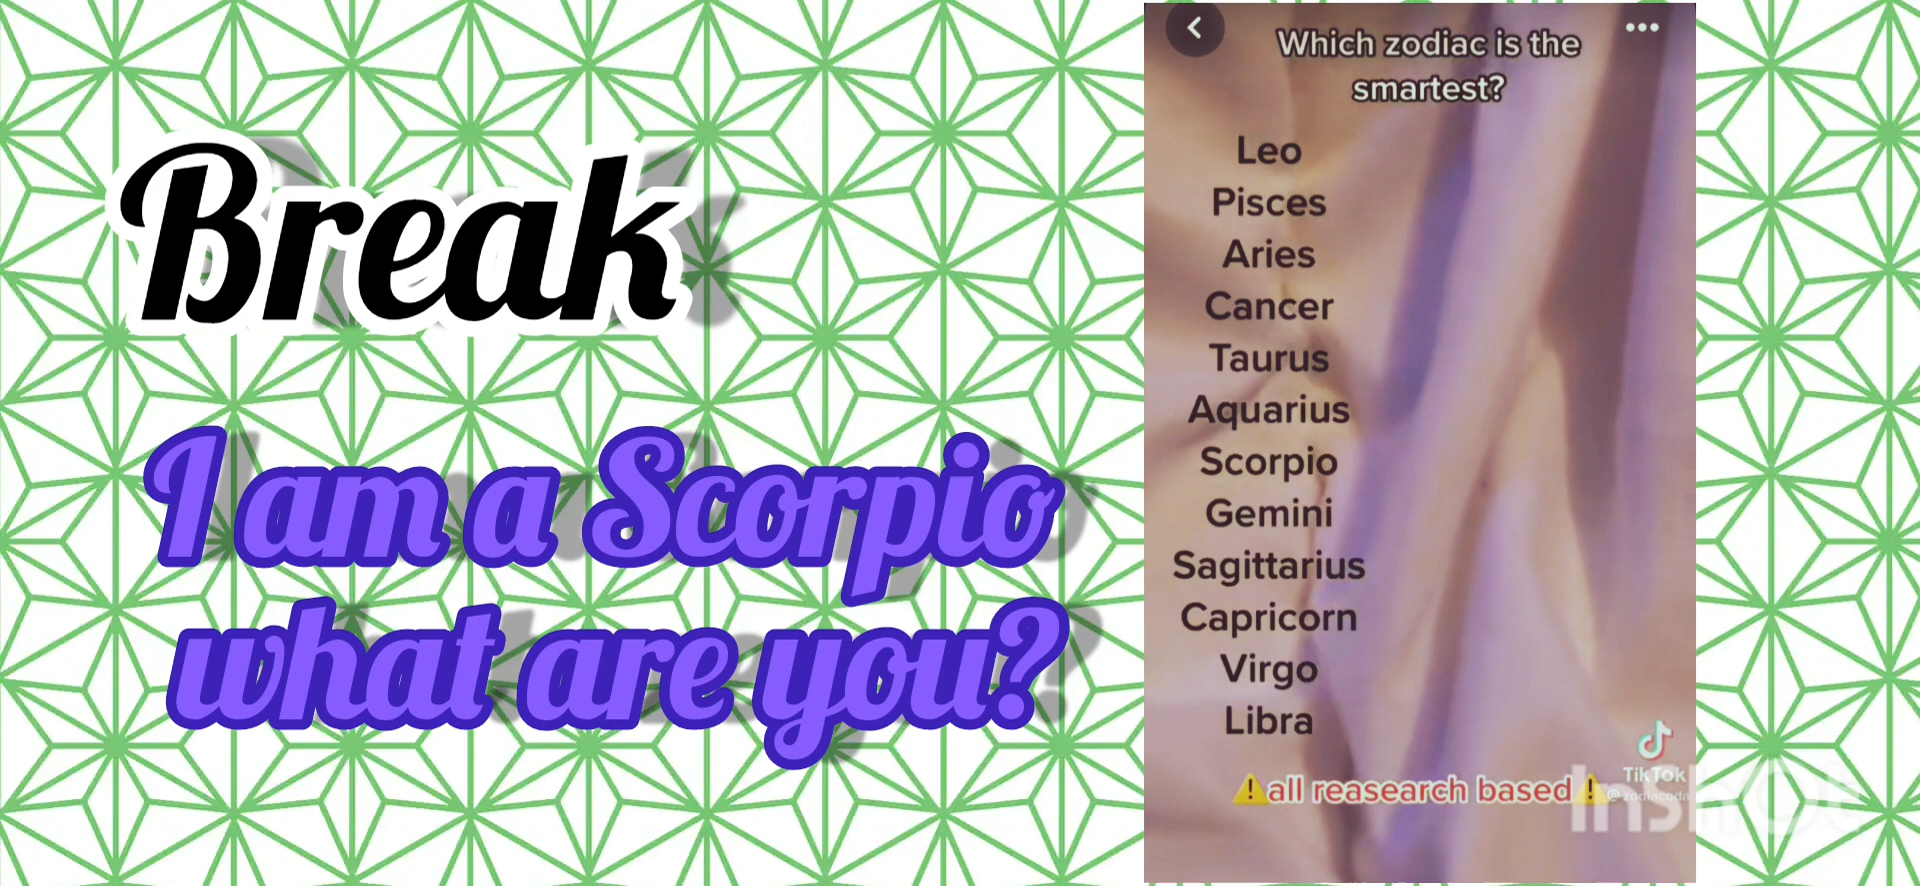 Break
I am a Scorpio
what are you?
Which zodiac is the
smartest?
Leo
Pisces
Aries
Cancer
Taurus
Aquarius
Scorpio
Gemini
Sagittarius
Capricorn
Virgo
Libra
⚠️all reasearch based⚠️
TikTok
InShOt